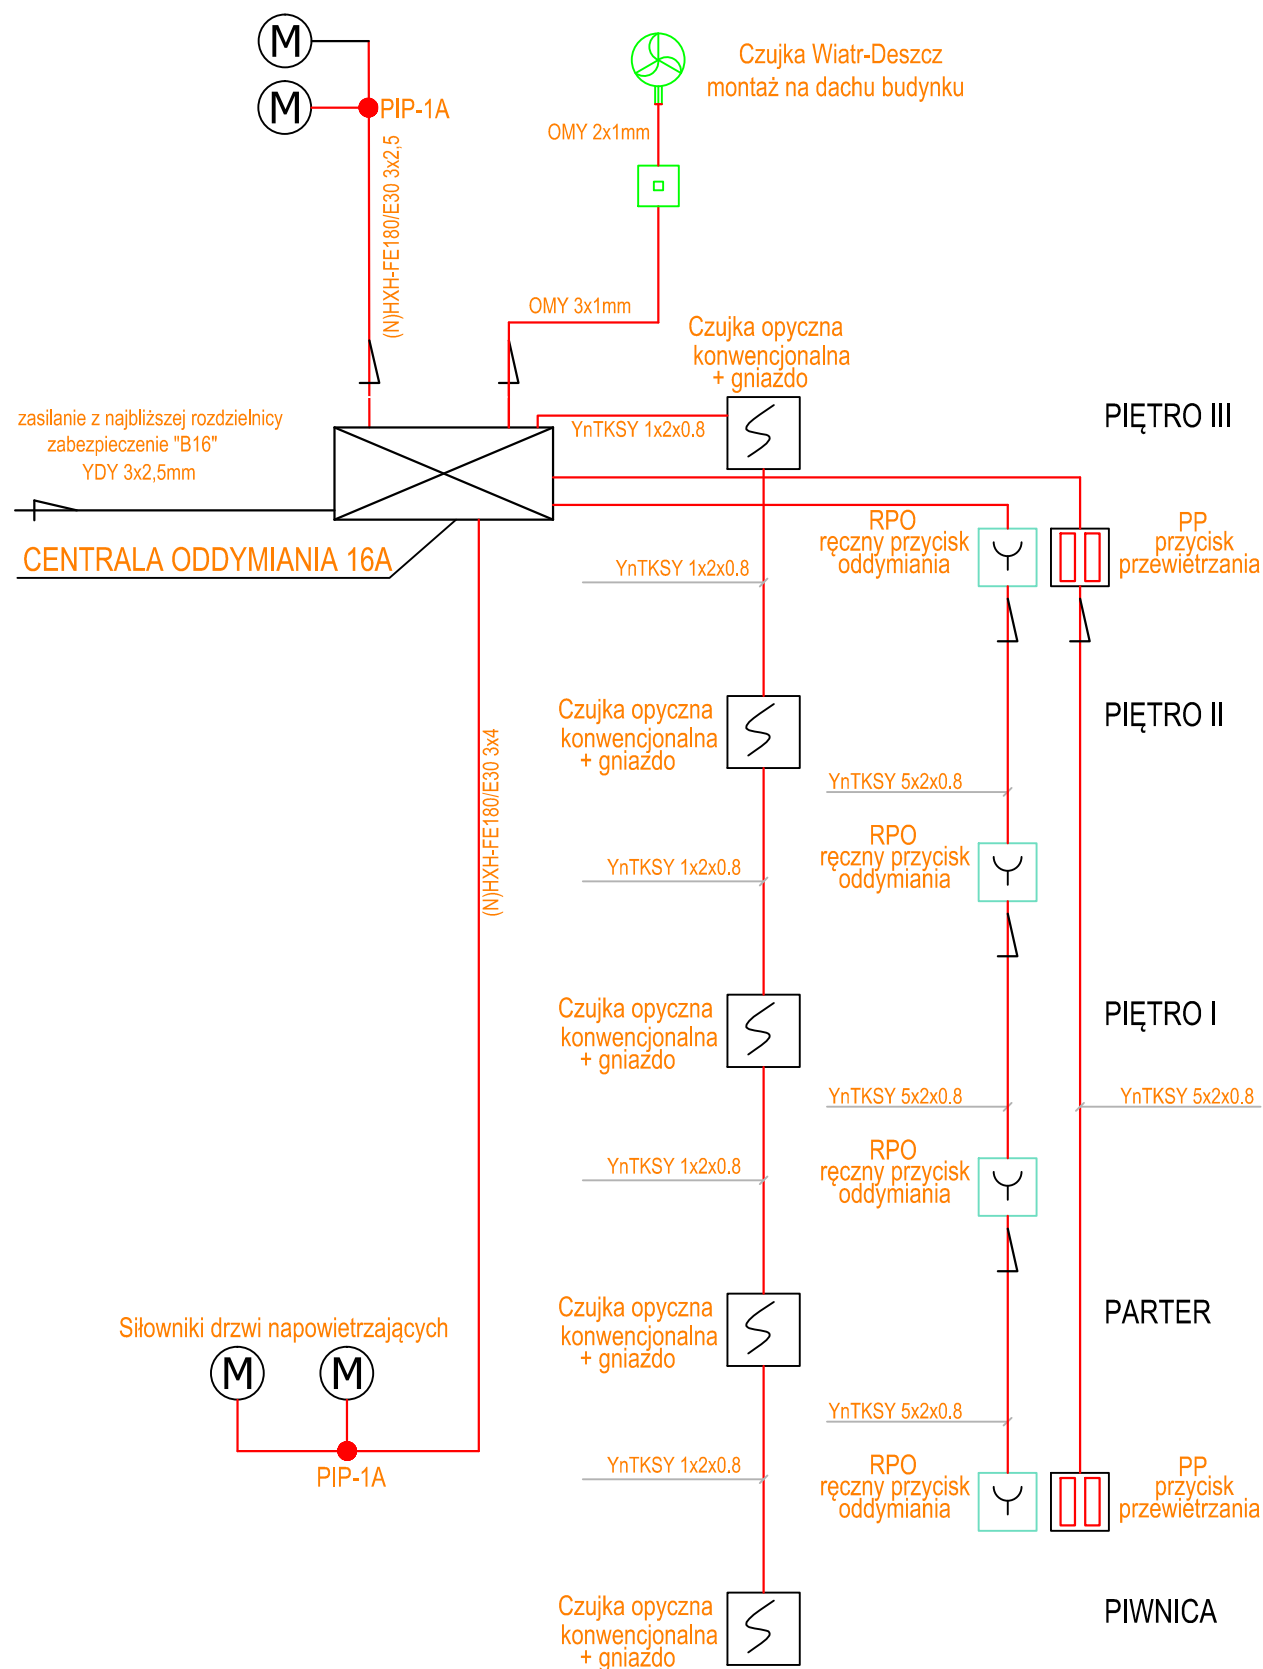 M
Czujka Wiatr-Deszcz
montaż na dachu budynku
M
PIP-1A
OMY 2x1mm
(N)HXH-FE180/E30 3x2,5
OMY 3x1mm
Czujka opyczna
konwencjonalna
+ gniazdo
PIĘTRO III
zasilanie z najbliższej rozdzielnicy
zabezpieczenie "B16"
YDY 3x2,5mm
YnTKSY 1x2x0.8
CENTRALA ODDYMIANIA 16A
RPO
ręczny przycisk
oddymiania
PP
przycisk
przewietrzania
YnTKSY 1x2x0.8
Czujka opyczna
konwencjonalna
+ gniazdo
PIĘTRO II
(N)HXH-FE180/E30 3x4
YnTKSY 5x2x0.8
RPO
ręczny przycisk
oddymiania
YnTKSY 1x2x0.8
Czujka opyczna
konwencjonalna
+ gniazdo
PIĘTRO I
YnTKSY 5x2x0.8
YnTKSY 5x2x0.8
RPO
ręczny przycisk
oddymiania
YnTKSY 1x2x0.8
Czujka opyczna
konwencjonalna
+ gniazdo
PARTER
Siłowniki drzwi napowietrzających
M
M
PIP-1A
YnTKSY 5x2x0.8
YnTKSY 1x2x0.8
RPO
ręczny przycisk
oddymiania
PP
przycisk
przewietrzania
Czujka opyczna
konwencjonalna
+ gniazdo
PIWNICA